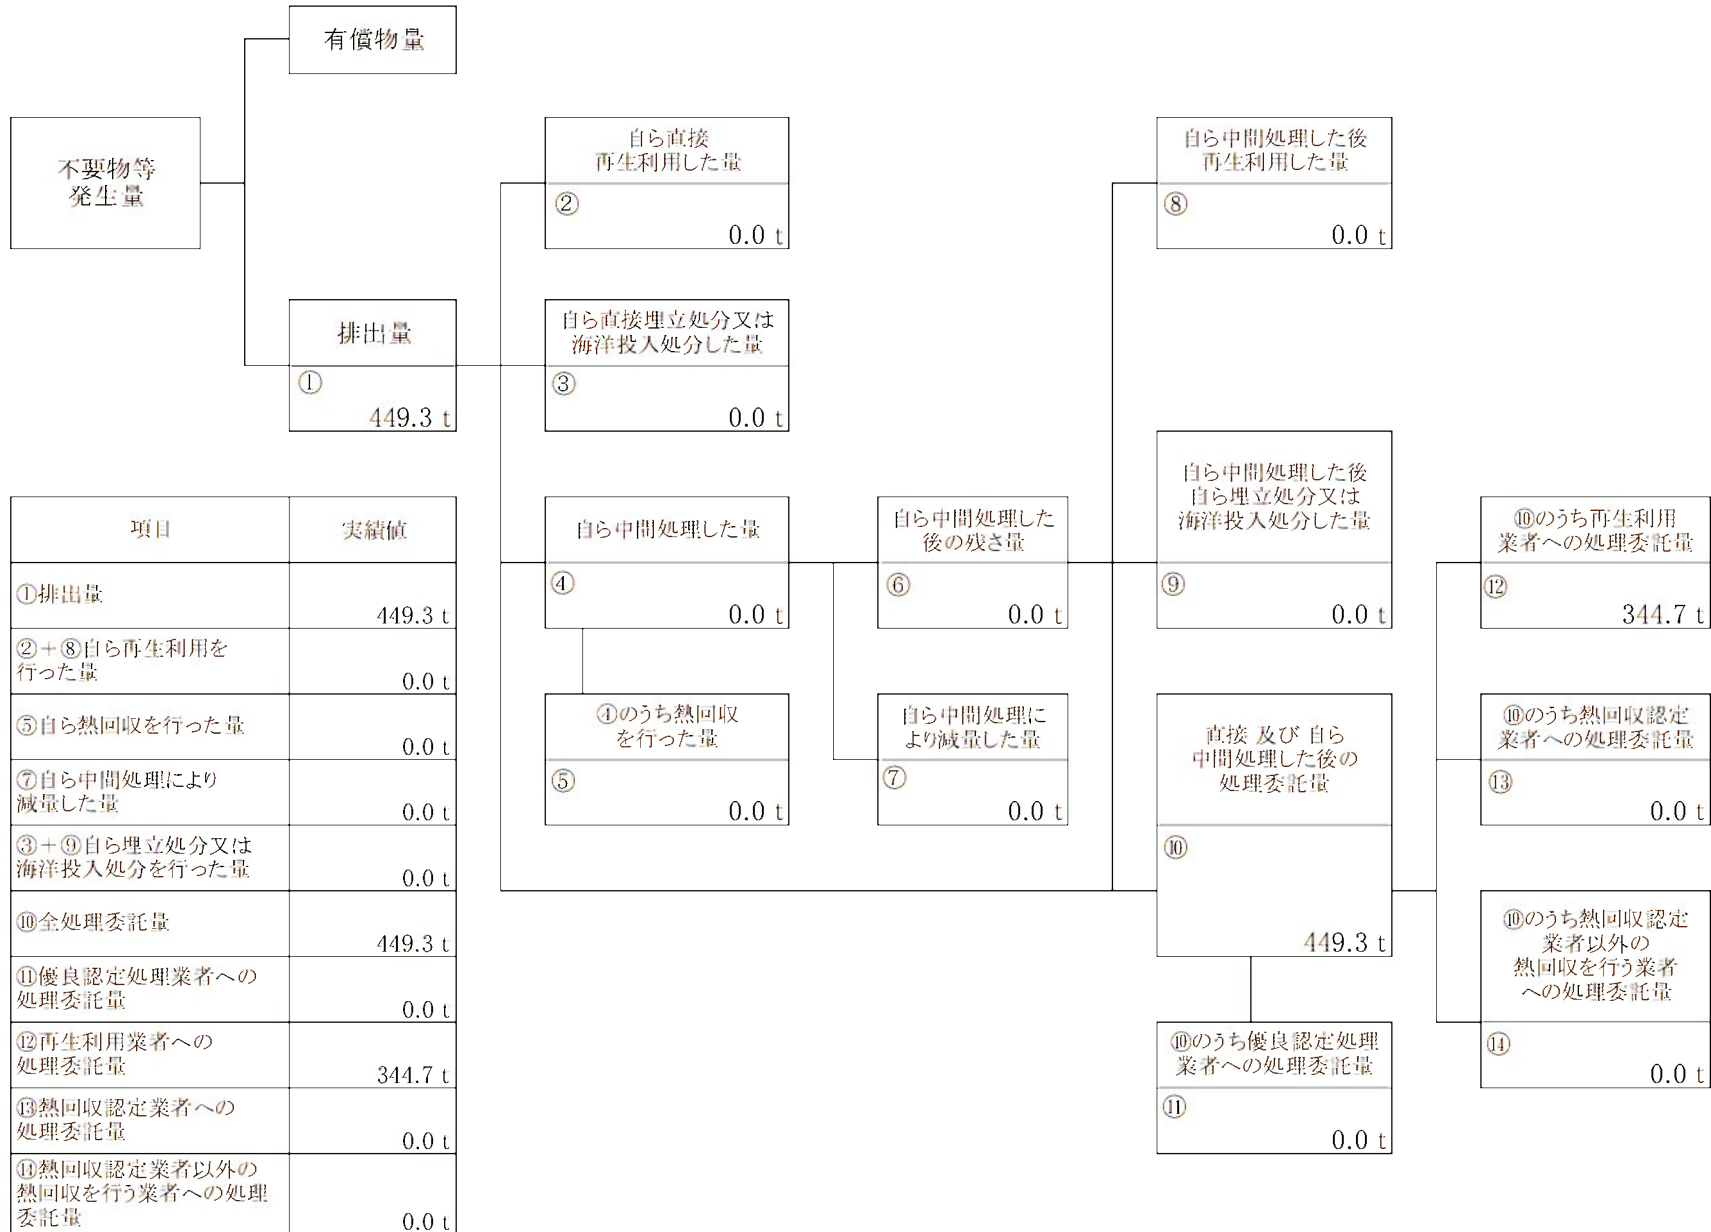 有償物量
不要物等
発生量
自ら直接
再生利用した量
②
0.0 t
自ら中間処理した後
再生利用した量
⑧
0.0 t
排出量
①
449.3 t
自ら直接埋立処分又は
海洋投入処分した量
③
0.0 t
自ら中間処理した量
④
0.0 t
自ら中間処理した
後の残さ量
⑥
0.0 t
自ら中間処理した後
自ら埋立処分又は
海洋投入処分した量
⑨
0.0 t
⑩のうち再生利用
業者への処理委託量
⑫
344.7 t
④のうち熱回収
を行った量
⑤
0.0 t
自ら中間処理に
より減量した量
⑦
0.0 t
直接 及び 自ら
中間処理した後の
処理委託量
⑩
449.3 t
⑩のうち熱回収認定
業者への処理委託量
⑬
0.0 t
⑩のうち熱回収認定
業者以外の
熱回収を行う業者
への処理委託量
⑭
0.0 t
⑩のうち優良認定処理
業者への処理委託量
⑪
0.0 t
項目 実績値
①排出量
449.3 t
②+⑧自ら再生利用を
行った量
0.0 t
⑤自ら熱回収を行った量
0.0 t
⑦自ら中間処理により
減量した量
0.0 t
③+⑨自ら埋立処分又は
海洋投入処分を行った量
0.0 t
⑩全処理委託量
449.3 t
⑪優良認定処理業者への
処理委託量
0.0 t
⑫再生利用業者への
処理委託量
344.7 t
⑬熱回収認定業者への
処理委託量
0.0 t
⑭熱回収認定業者以外の
熱回収を行う業者への処理
委託量
0.0 t